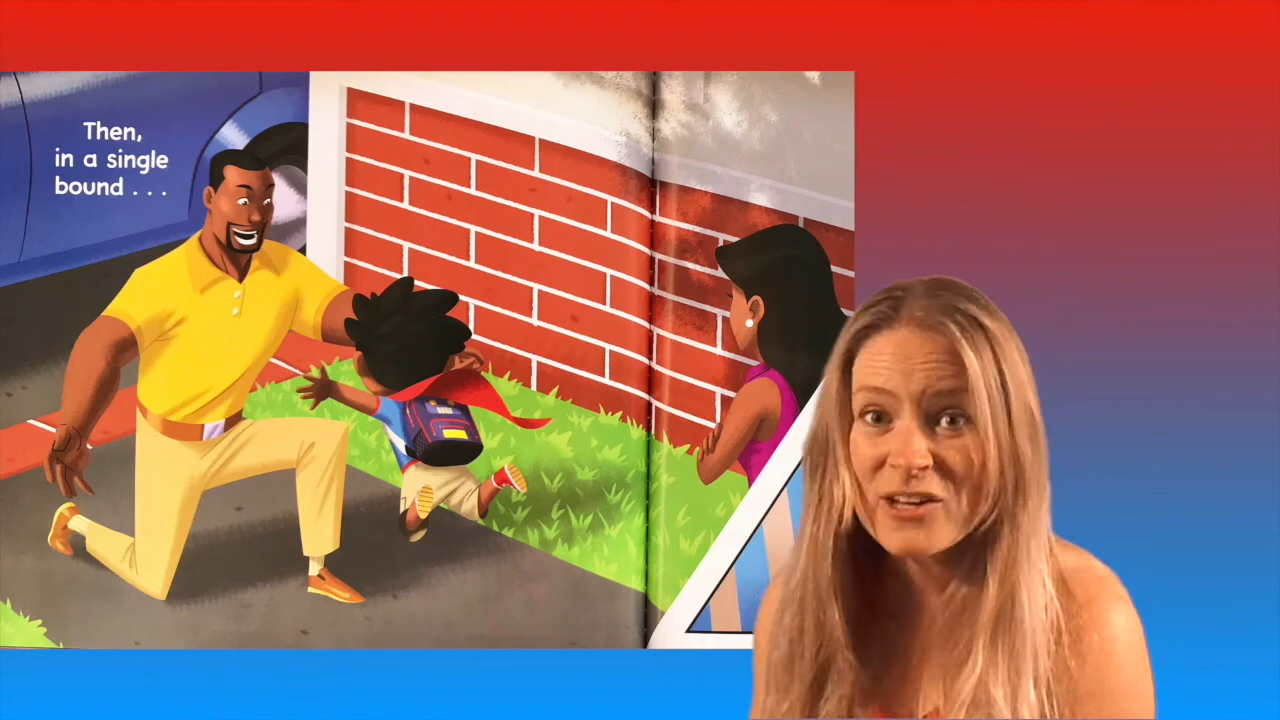 Then,
in a single
bound . . .